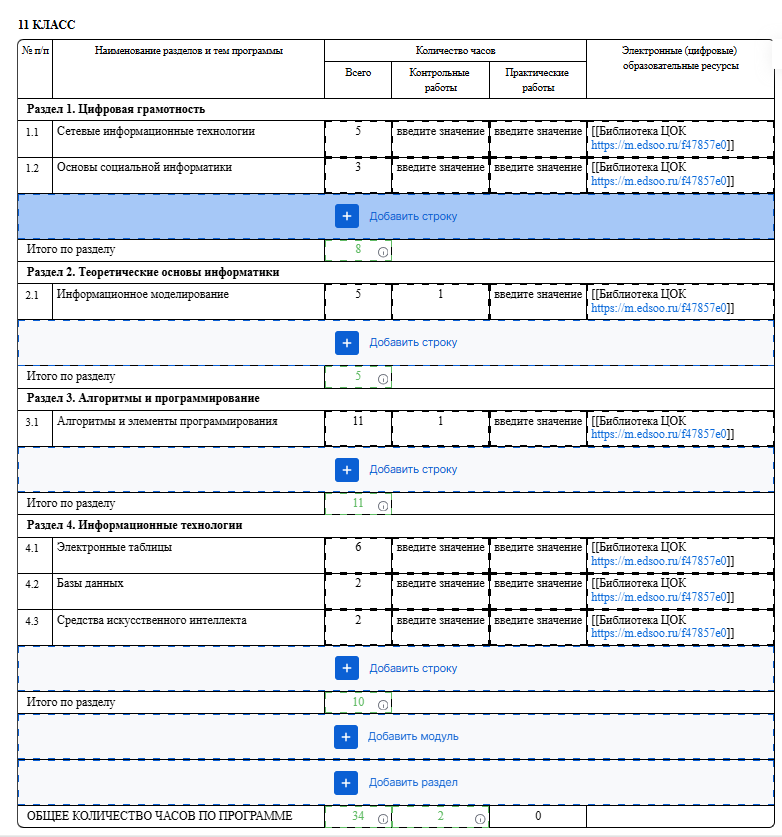 11 КЛАСС
№ п/п
Наименование разделов и тем программы
Количество часов
Электронные (цифровые)
образовательные ресурсы
Всего
Контрольные
работы
Практические
работы
Раздел 1. Цифровая грамотность
1.1 Сетевые информационные технологии 5 введите значение введите значение [[Библиотека ЦОК
https://m.edsoo.ru/f47857e0]]
1.2 Основы социальной информатики 3 введите значение введите значение [[Библиотека ЦОК
https://m.edsoo.ru/f47857e0]]
+ Добавить строку
Итого по разделу 8
Раздел 2. Теоретические основы информатики
2.1 Информационное моделирование 5 1 введите значение [[Библиотека ЦОК
https://m.edsoo.ru/f47857e0]]
+ Добавить строку
Итого по разделу 5
Раздел 3. Алгоритмы и программирование
3.1 Алгоритмы и элементы программирования 11 1 введите значение [[Библиотека ЦОК
https://m.edsoo.ru/f47857e0]]
+ Добавить строку
Итого по разделу 11
Раздел 4. Информационные технологии
4.1 Электронные таблицы 6 введите значение введите значение [[Библиотека ЦОК
https://m.edsoo.ru/f47857e0]]
4.2 Базы данных 2 введите значение введите значение [[Библиотека ЦОК
https://m.edsoo.ru/f47857e0]]
4.3 Средства искусственного интеллекта 2 введите значение введите значение [[Библиотека ЦОК
https://m.edsoo.ru/f47857e0]]
+ Добавить строку
Итого по разделу 10
+ Добавить модуль
+ Добавить раздел
ОБЩЕЕ КОЛИЧЕСТВО ЧАСОВ ПО ПРОГРАММЕ 34 2 0